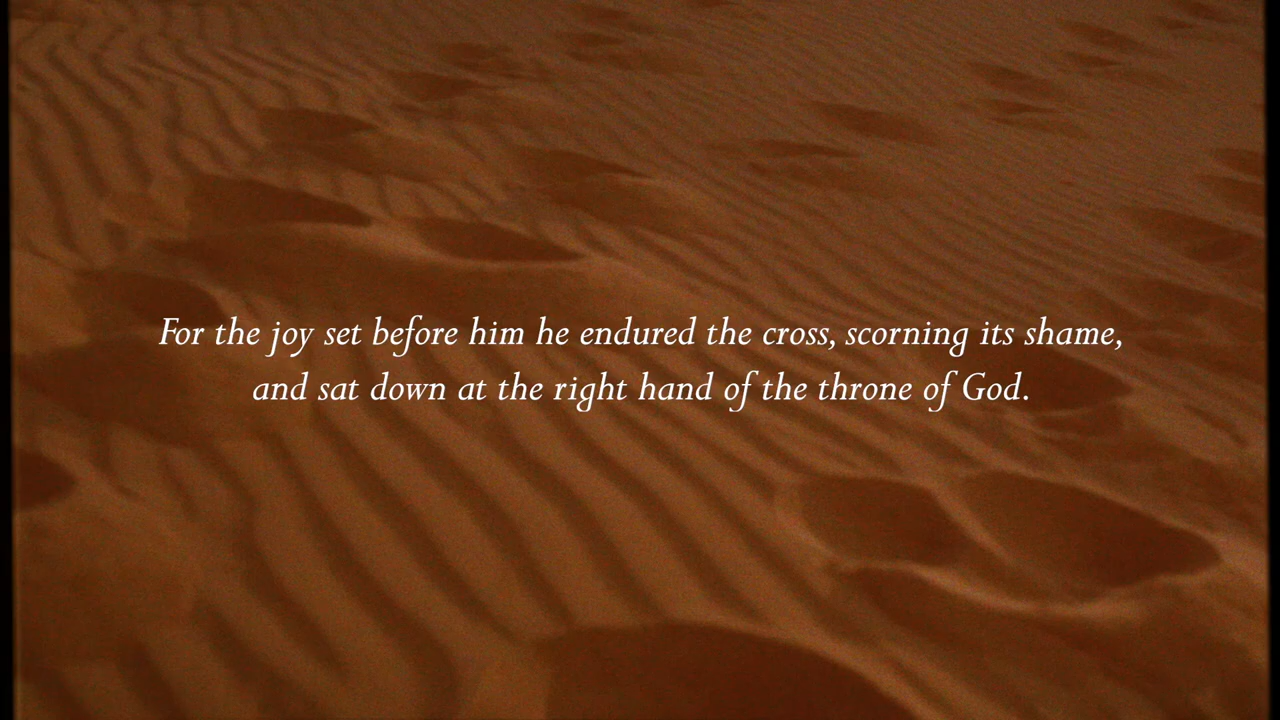 For the joy set before him he endured the cross, scorning its shame,
and sat down at the right hand of the throne of God.